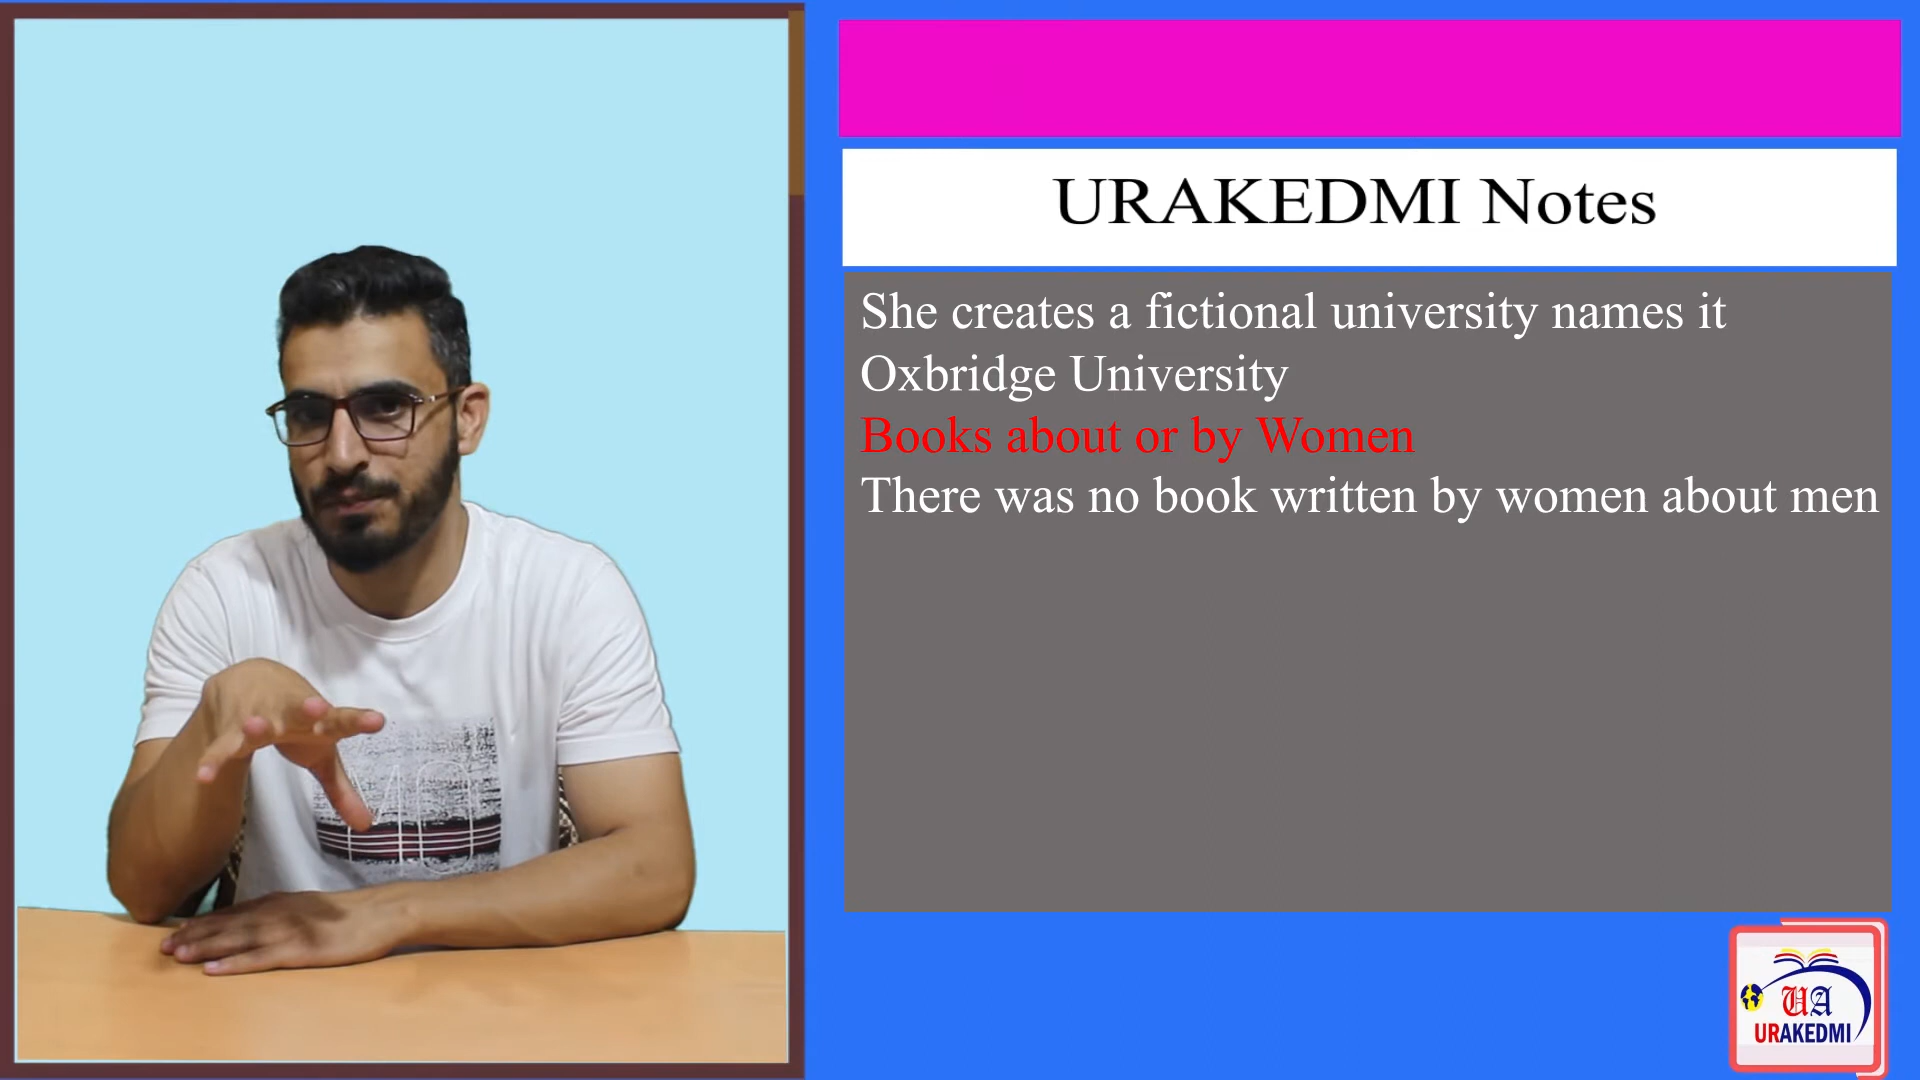 URAKEDMI Notes
She creates a fictional university names it
Oxbridge University
Books about or by Women
There was no book written by women about men
UA
URAKEDMI